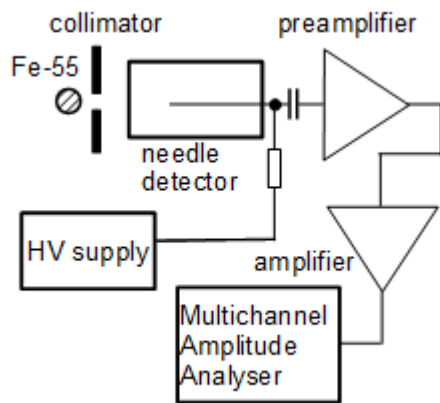 collimator
preamplifier
Fe-55
needle
detector
HV supply
amplifier
Multichannel
Amplitude
Analyser